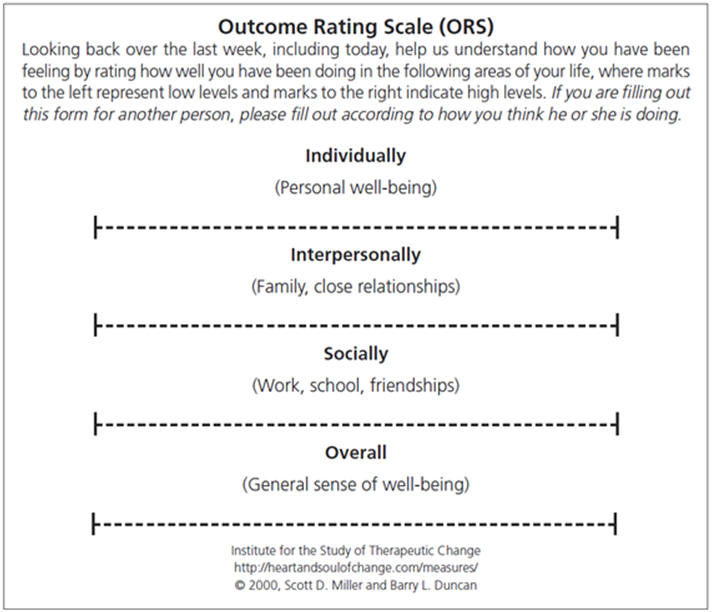 Outcome Rating Scale (ORS)
Looking back over the last week, including today, help us understand how you have been
feeling by rating how well you have been doing in the following areas of your life, where marks
to the left represent low levels and marks to the right indicate high levels. If you are filling out
this form for another person, please fill out according to how you think he or she is doing.
Individually
(Personal well-being)
Interpersonally
(Family, close relationships)
Socially
(Work, school, friendships)
Overall
(General sense of well-being)
Institute for the Study of Therapeutic Change
http://heartandsoulofchange.com/measures/
© 2000, Scott D. Miller and Barry L. Duncan